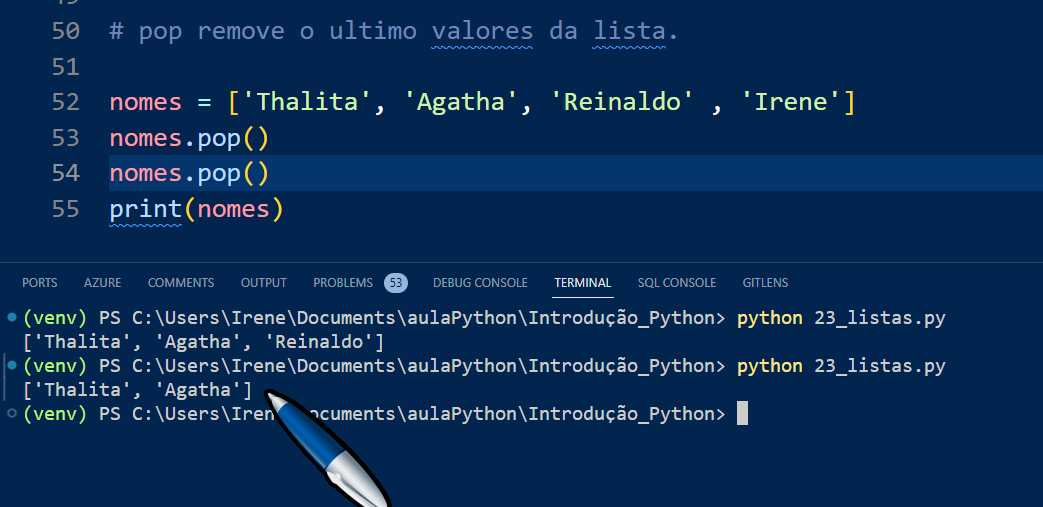 50 # pop remove o ultimo valores da lista.
51
52 nomes = ['Thalita', 'Agatha', 'Reinaldo' , 'Irene']
53 nomes.pop()
54 nomes.pop()
55 print(nomes)
PORTS AZURE COMMENTS OUTPUT PROBLEMS 53 DEBUG CONSOLE TERMINAL SQL CONSOLE GITLENS
(venv) PS C:\Users\Irene\Documents\aulaPython\Introdução_Python> python 23_listas.py
['Thalita', 'Agatha', 'Reinaldo']
(venv) PS C:\Users\Irene\Documents\aulaPython\Introdução_Python> python 23_listas.py
['Thalita', 'Agatha']
(venv) PS C:\Users\Irene\Documents\aulaPython\Introdução_Python>